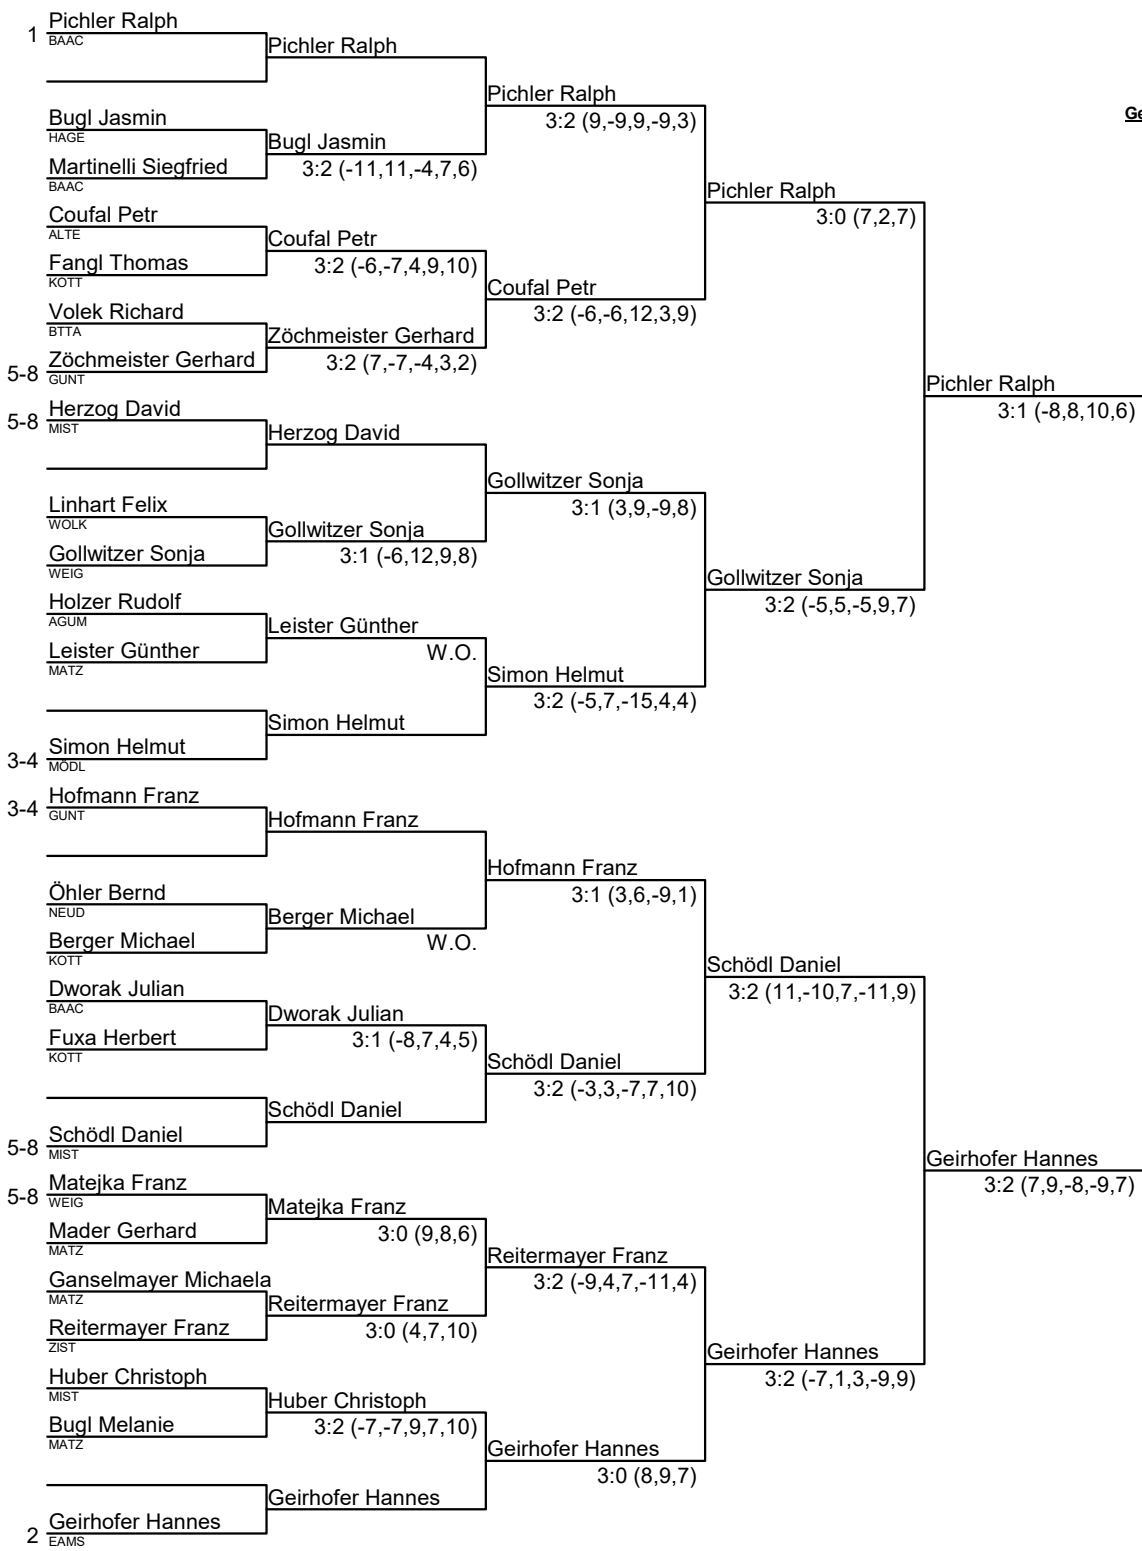 1 Pichler Ralph
BAAC
Pichler Ralph
Pichler Ralph
3:2 (9,-9,9,-9,3)
Ge
Bugl Jasmin
HAGE
Bugl Jasmin
3:2 (-11,11,-4,7,6)
Martinelli Siegfried
BAAC
Pichler Ralph
3:0 (7,2,7)
Coufal Petr
ALTE
Coufal Petr
3:2 (-6,-7,4,9,10)
Fangl Thomas
KOTT
Coufal Petr
3:2 (-6,-6,12,3,9)
Volek Richard
BTTA
Zöchmeister Gerhard
3:2 (7,-7,-4,3,2)
5-8 Zöchmeister Gerhard
GUNT
Pichler Ralph
3:1 (-8,8,10,6)
5-8 Herzog David
MIST
Herzog David
Gollwitzer Sonja
3:1 (3,9,-9,8)
Linhart Felix
WOLK
Gollwitzer Sonja
3:1 (-6,12,9,8)
Gollwitzer Sonja
WEIG
Gollwitzer Sonja
3:2 (-5,5,-5,9,7)
Holzer Rudolf
AGUM
Leister Günther
W.O.
Leister Günther
MATZ
Simon Helmut
3:2 (-5,7,-15,4,4)
Simon Helmut
3-4 Simon Helmut
MÖDL
3-4 Hofmann Franz
GUNT
Hofmann Franz
Hofmann Franz
3:1 (3,6,-9,1)
Öhler Bernd
NEUD
Berger Michael
W.O.
Berger Michael
KOTT
Schödl Daniel
3:2 (11,-10,7,-11,9)
Dworak Julian
BAAC
Dworak Julian
3:1 (-8,7,4,5)
Fuxa Herbert
KOTT
Schödl Daniel
3:2 (-3,3,-7,7,10)
Schödl Daniel
5-8 Schödl Daniel
MIST
Geirhofer Hannes
3:2 (7,9,-8,-9,7)
5-8 Matejka Franz
WEIG
Matejka Franz
3:0 (9,8,6)
Mader Gerhard
MATZ
Reitermayer Franz
3:2 (-9,4,7,-11,4)
Ganselmayer Michaela
MATZ
Reitermayer Franz
3:0 (4,7,10)
Reitermayer Franz
ZIST
Geirhofer Hannes
3:2 (-7,1,3,-9,9)
Huber Christoph
MIST
Huber Christoph
3:2 (-7,-7,9,7,10)
Bugl Melanie
MATZ
Geirhofer Hannes
3:0 (8,9,7)
Geirhofer Hannes
2 Geirhofer Hannes
EAMS